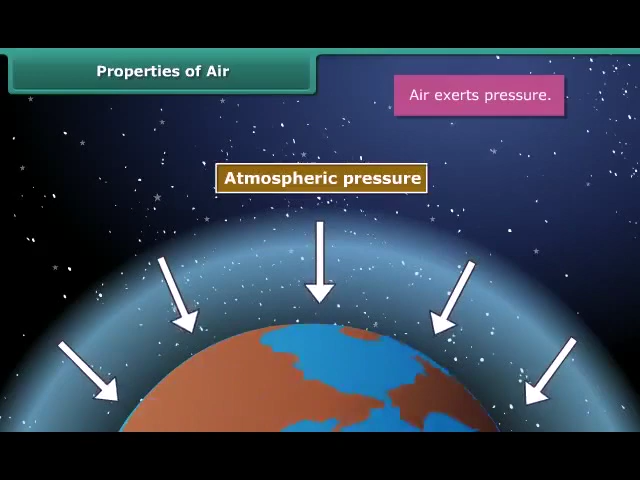 Properties of Air
Air exerts pressure.
Atmospheric pressure